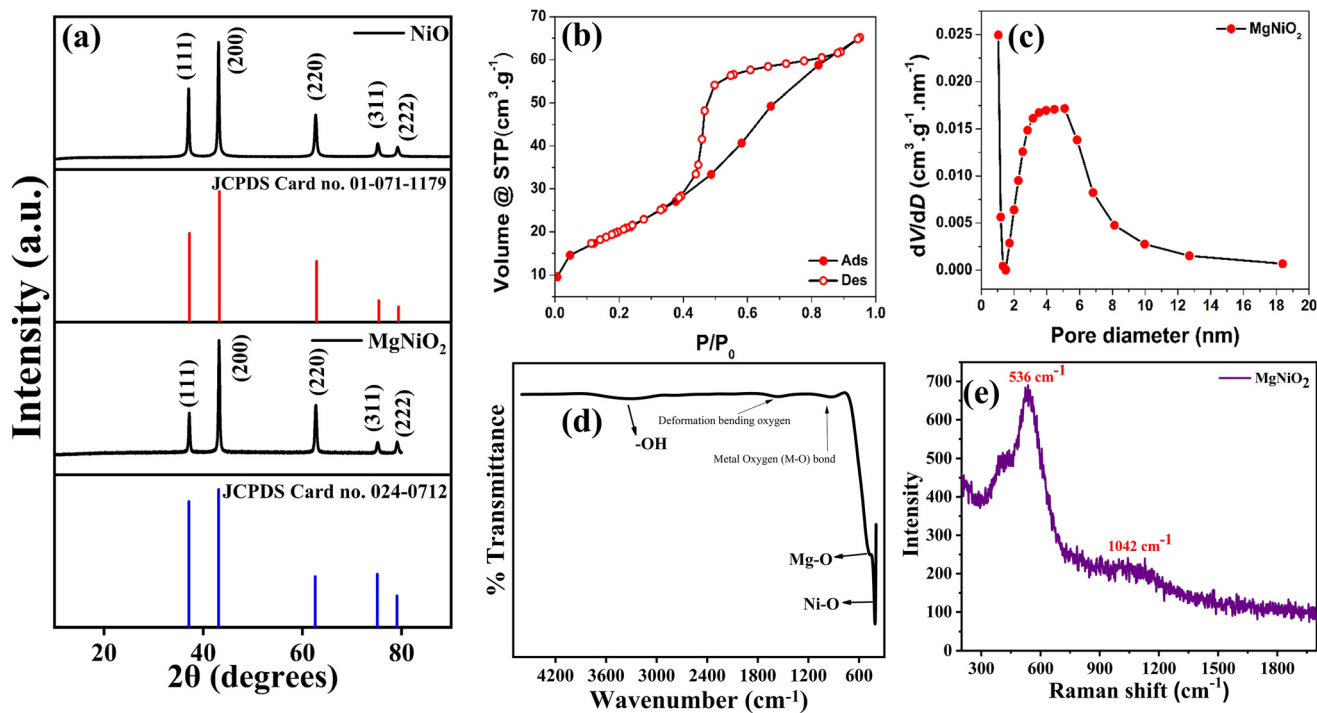 (a)
NiO
(111)
(200)
(220)
(311)
(222)
JCPDS Card no. 01-071-1179
MgNiO₂
(111)
(200)
(220)
(311)
(222)
JCPDS Card no. 024-0712
Intensity (a.u.)
20 40 60 80
2θ (degrees)
(b)
Volume @ STP(cm³.g⁻¹)
70
60
50
40
30
20
10
Ads
Des
0.0 0.2 0.4 0.6 0.8 1.0
P/P₀
(c)
MgNiO₂
dV/dD (cm³.g⁻¹.nm⁻¹)
0.025
0.020
0.015
0.010
0.005
0.000
0 2 4 6 8 10 12 14 16 18 20
Pore diameter (nm)
(d)
% Transmittance
-OH
Deformation bending oxygen
Metal Oxygen (M-O) bond
Mg-O
Ni-O
4200 3600 3000 2400 1800 1200 600
Wavenumber (cm⁻¹)
(e)
MgNiO₂
536 cm⁻¹
1042 cm⁻¹
Intensity
700
600
500
400
300
200
100
0
300 600 900 1200 1500 1800
Raman shift (cm⁻¹)